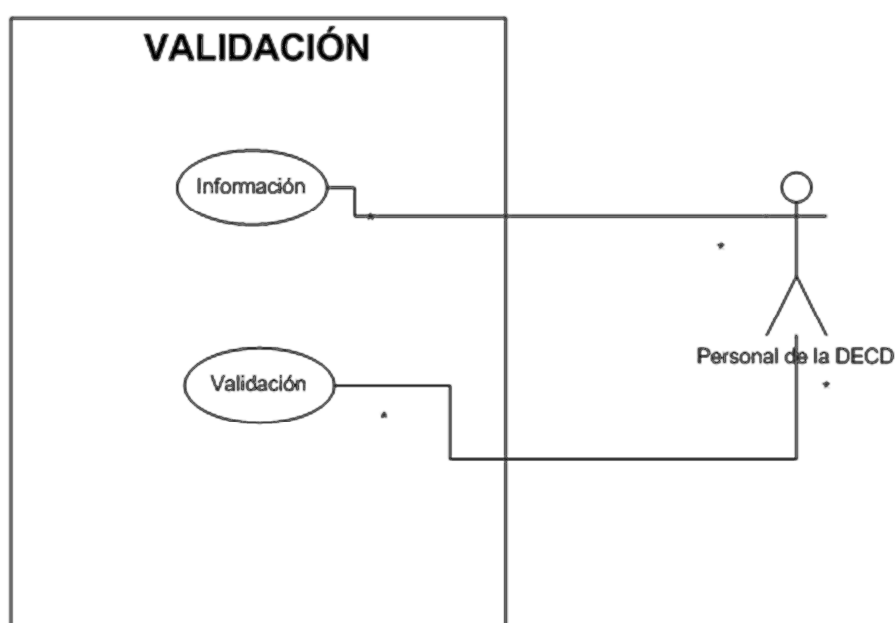 VALIDACIÓN
Información
*
*
Personal de la DECD
Validación
*
*